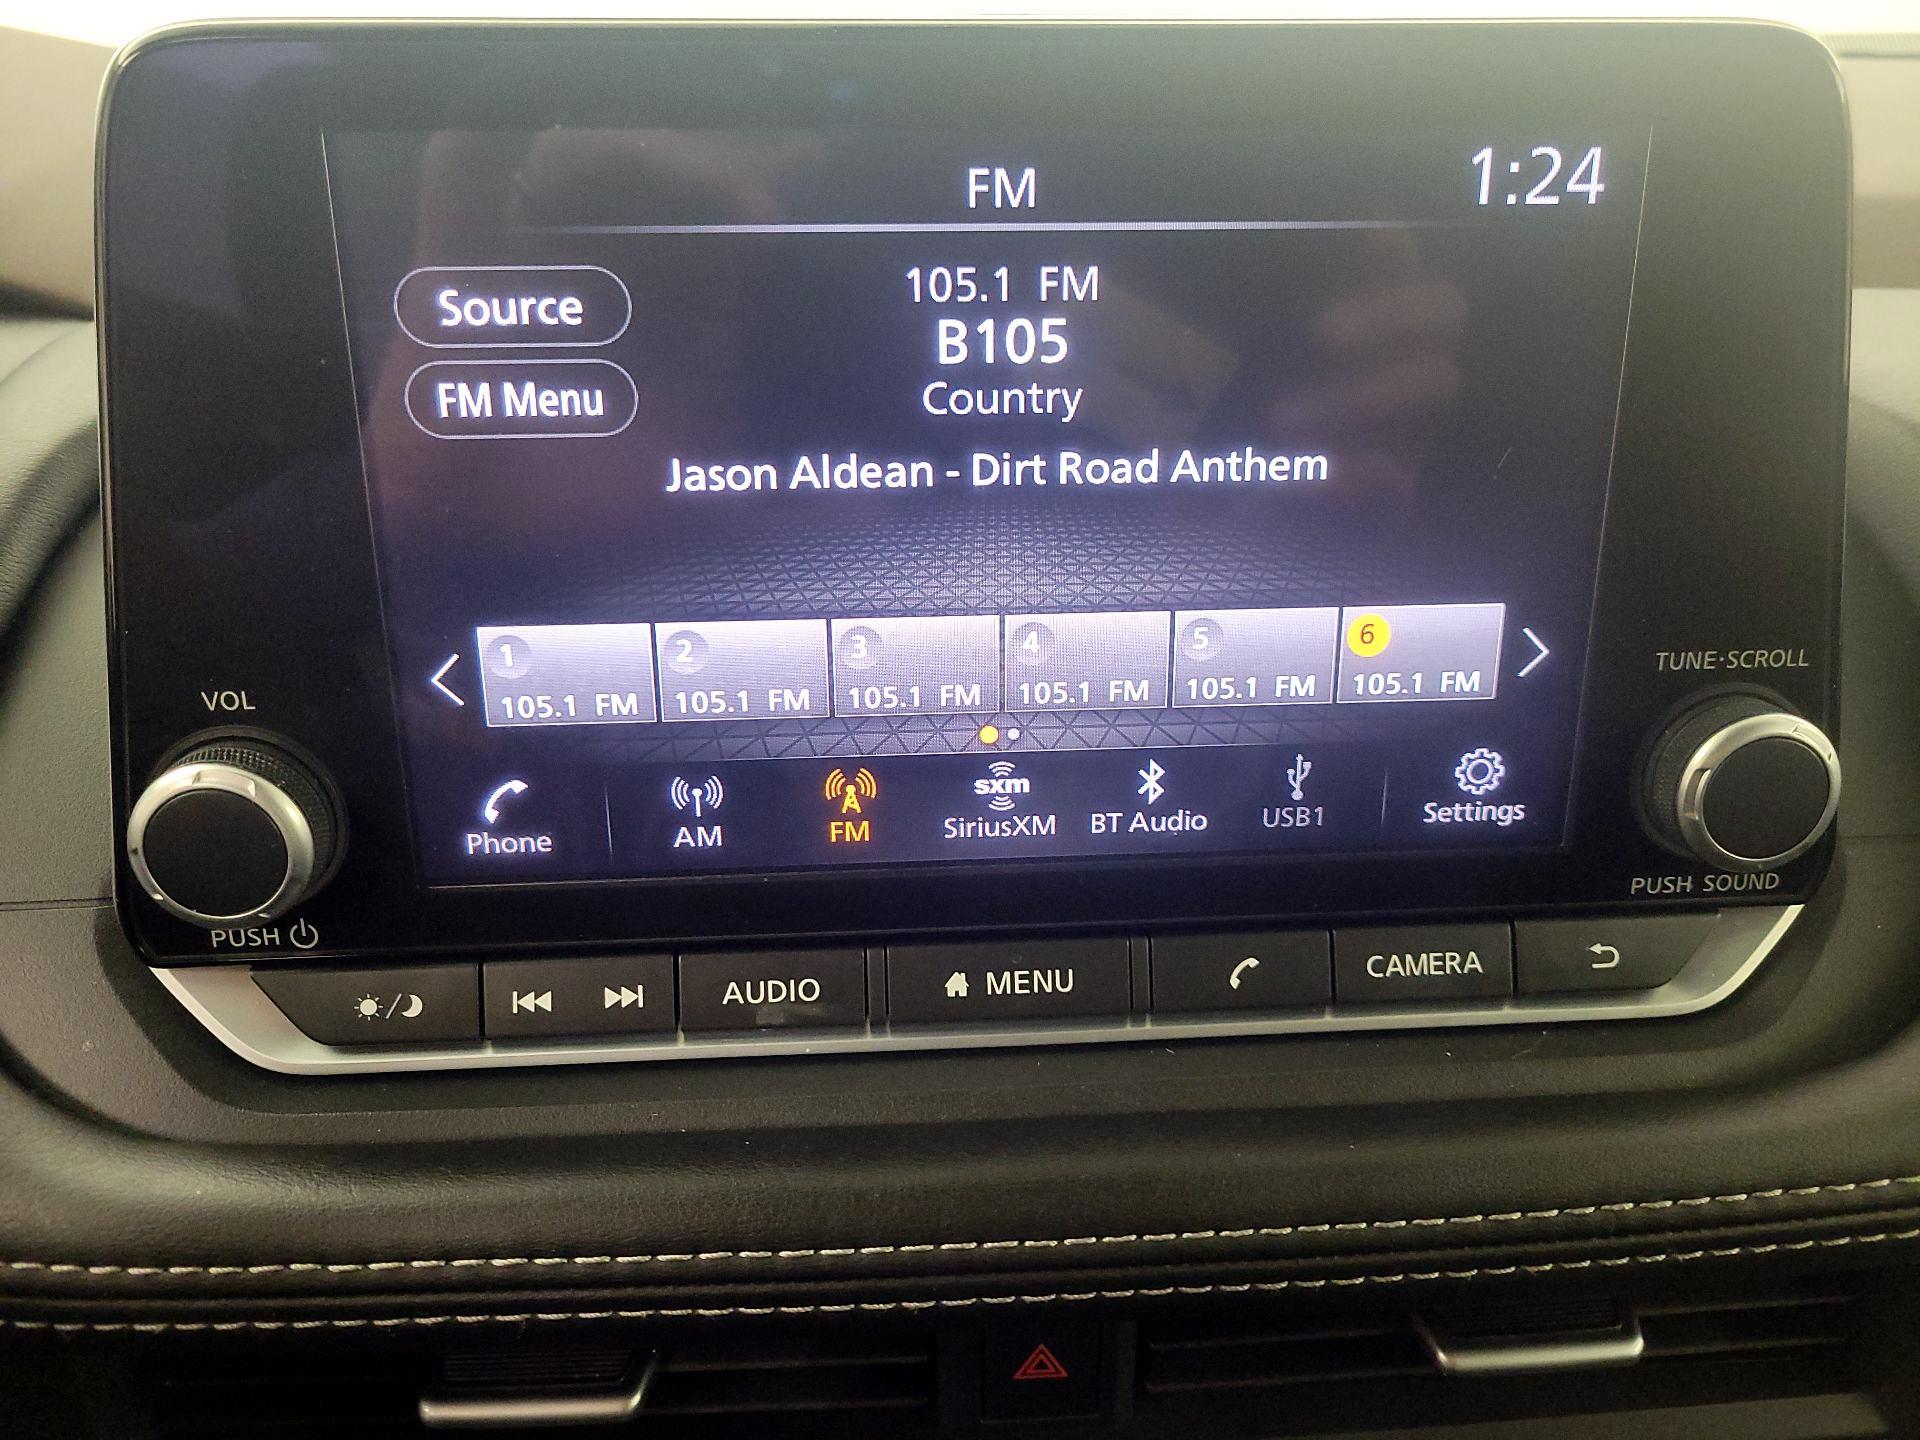 FM
1:24
Source
105.1 FM
B105
FM Menu
Country
Jason Aldean - Dirt Road Anthem
1 2 3 4 5 6
105.1 FM 105.1 FM 105.1 FM 105.1 FM 105.1 FM 105.1 FM
VOL
TUNE·SCROLL
Phone
AM
FM
sxm
SiriusXM
BT Audio
USB1
Settings
PUSH
PUSH SOUND
AUDIO
MENU
CAMERA